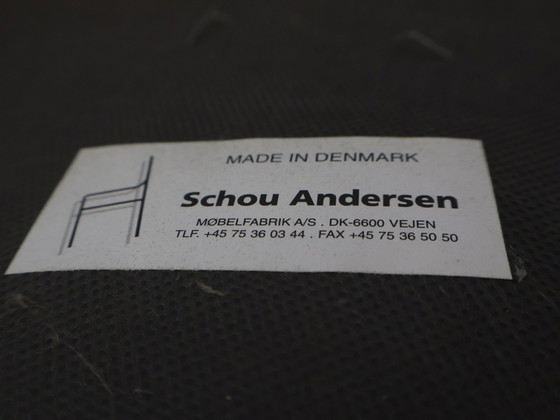 MADE IN DENMARK
Schou Andersen
MØBELFABRIK A/S . DK-6600 VEJEN
TLF. +45 75 36 03 44 . FAX +45 75 36 50 50